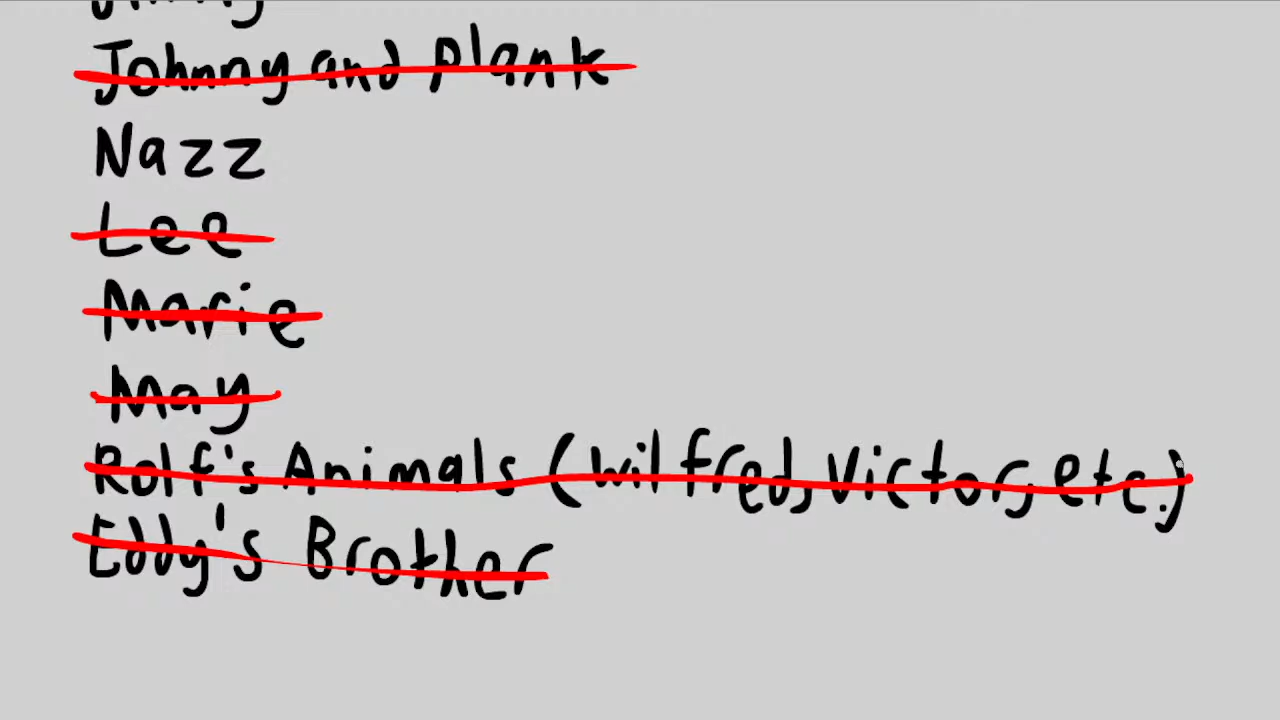 Johnny and Plank
Nazz
Lee
Marie
May
Rolf's Animals (wilfred, Victor, etc.)
Eddy's Brother